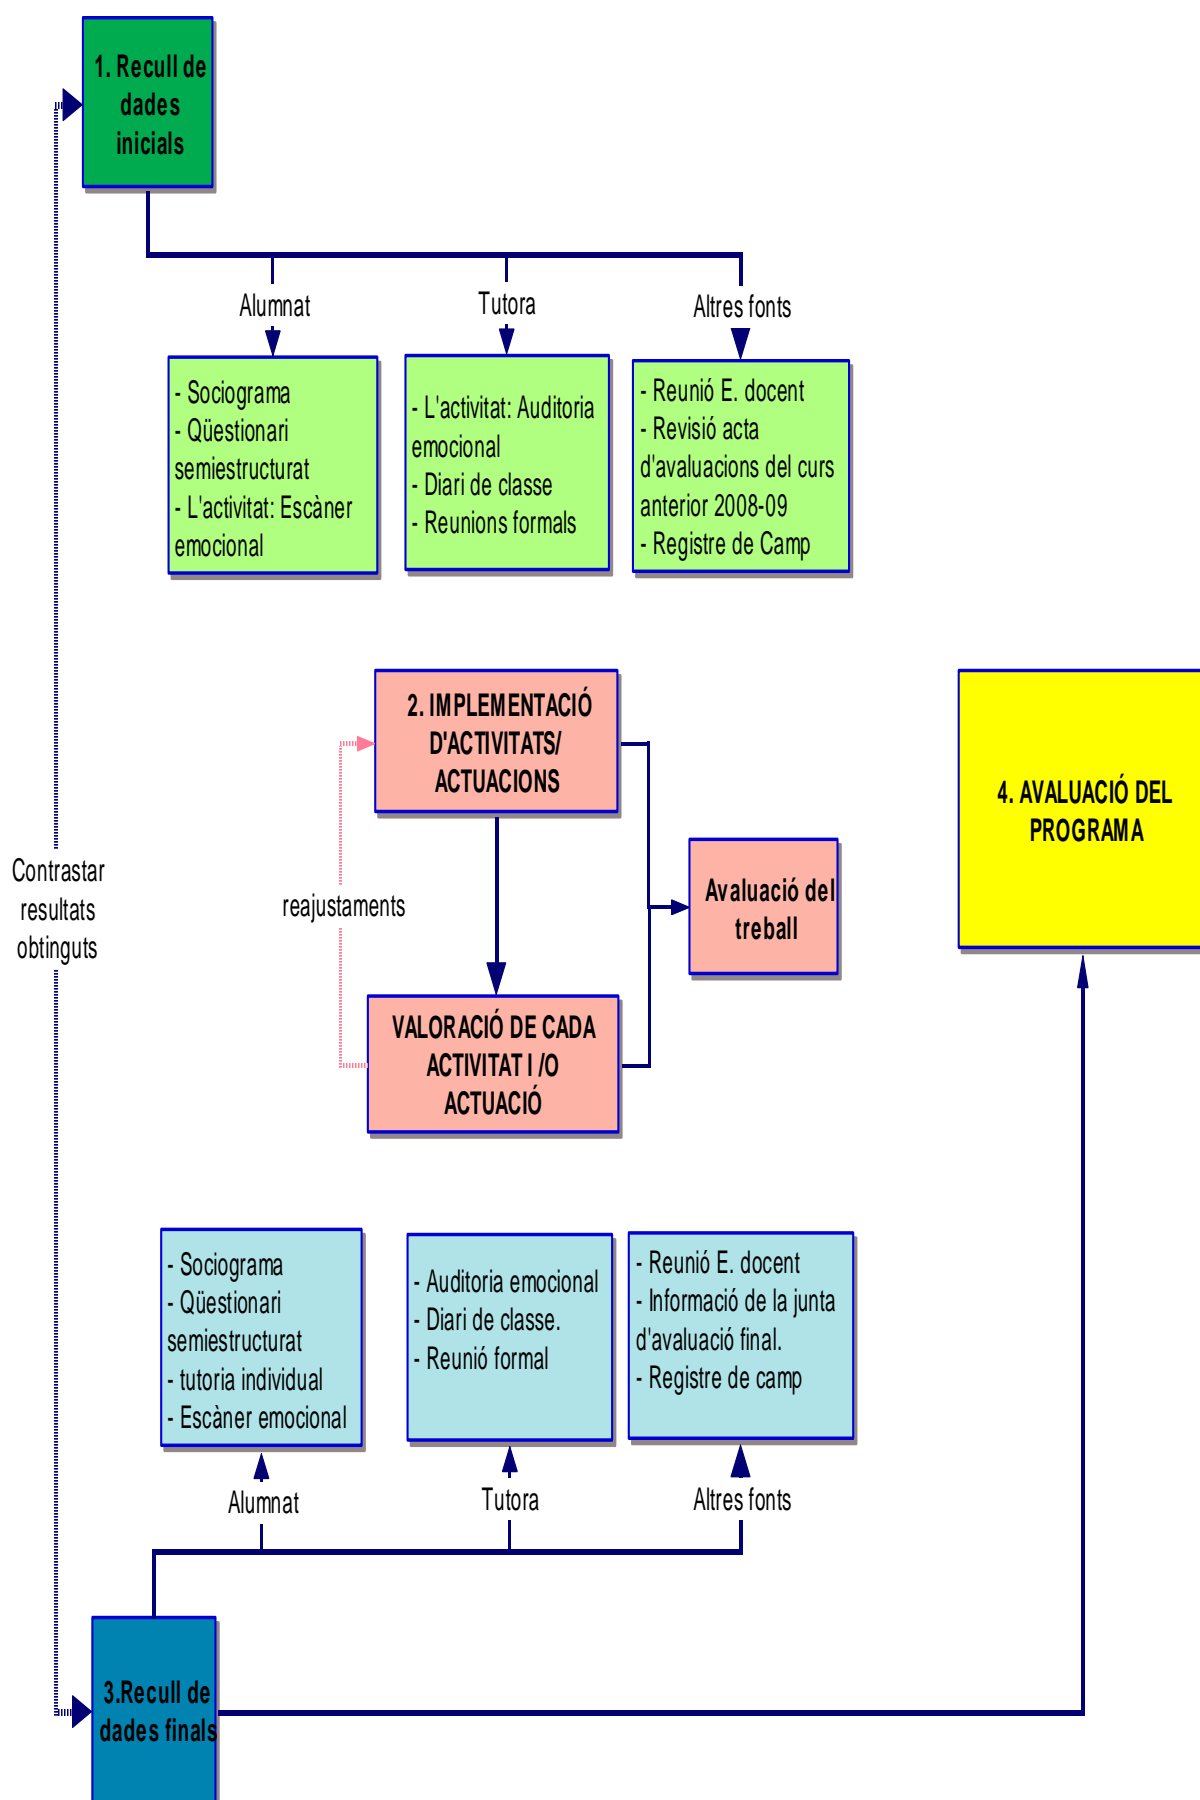 1. Recull de
dades
inicials
Alumnat
Tutora
Altres fonts
- Sociograma
- Qüestionari
semiestructurat
- L'activitat: Escàner
emocional
- L'activitat: Auditoria
emocional
- Diari de classe
- Reunions formals
- Reunió E. docent
- Revisió acta
d'avaluacions del curs
anterior 2008-09
- Registre de Camp
2. IMPLEMENTACIÓ
D'ACTIVITATS/
ACTUACIONS
4. AVALUACIÓ DEL
PROGRAMA
Contrastar
resultats
obtinguts
reajustaments
Avaluació del
treball
VALORACIÓ DE CADA
ACTIVITAT I /O
ACTUACIÓ
- Sociograma
- Qüestionari
semiestructurat
- tutoria individual
- Escàner emocional
- Auditoria emocional
- Diari de classe.
- Reunió formal
- Reunió E. docent
- Informació de la junta
d'avaluació final.
- Registre de camp
Alumnat
Tutora
Altres fonts
3.Recull de
dades finals